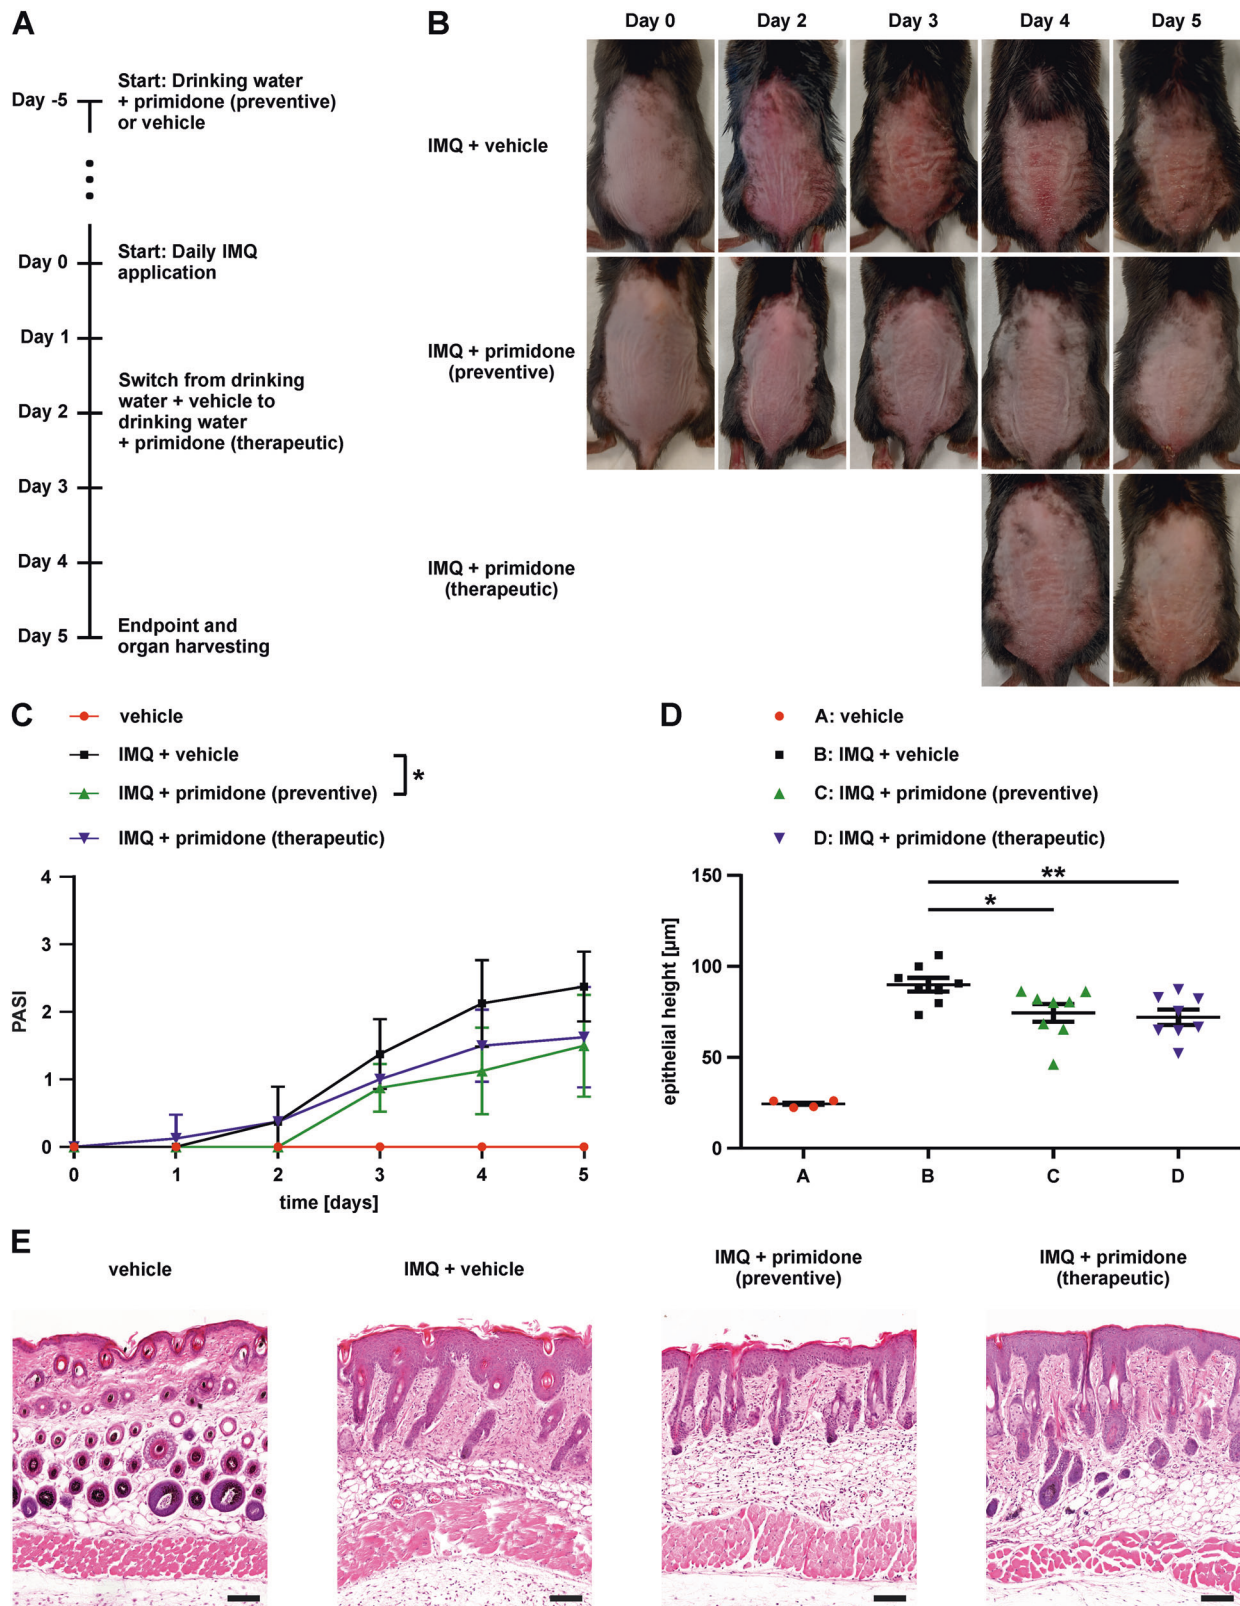 A
Day -5
Start: Drinking water
+ primidone (preventive)
or vehicle
Day 0
Start: Daily IMQ
application
Day 1
Day 2
Switch from drinking
water + vehicle to
drinking water
+ primidone (therapeutic)
Day 3
Day 4
Day 5
Endpoint and
organ harvesting
B
Day 0
Day 2
Day 3
Day 4
Day 5
IMQ + vehicle
IMQ + primidone
(preventive)
IMQ + primidone
(therapeutic)
C
vehicle
IMQ + vehicle
IMQ + primidone (preventive)
*
IMQ + primidone (therapeutic)
4
3
2
1
0
PASI
0 1 2 3 4 5
time [days]
D
A: vehicle
B: IMQ + vehicle
C: IMQ + primidone (preventive)
D: IMQ + primidone (therapeutic)
150
100
50
0
epithelial height [µm]
**
*
A B C D
E
vehicle
IMQ + vehicle
IMQ + primidone
(preventive)
IMQ + primidone
(therapeutic)